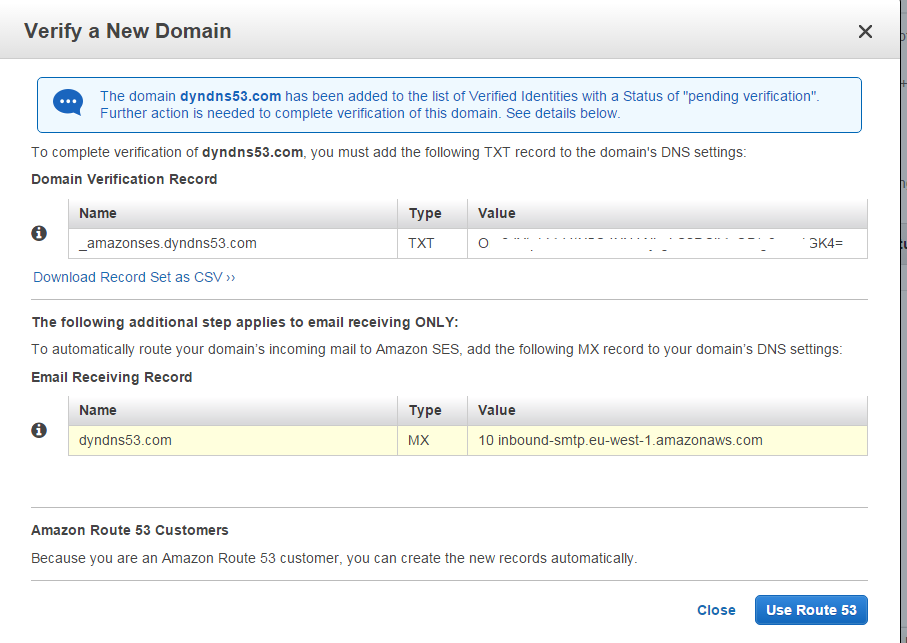 Verify a New Domain
The domain dyndns53.com has been added to the list of Verified Identities with a Status of "pending verification".
Further action is needed to complete verification of this domain. See details below.
To complete verification of dyndns53.com, you must add the following TXT record to the domain's DNS settings:
Domain Verification Record
Name Type Value
_amazonses.dyndns53.com TXT O GK4=
Download Record Set as CSV ››
The following additional step applies to email receiving ONLY:
To automatically route your domain’s incoming mail to Amazon SES, add the following MX record to your domain’s DNS settings:
Email Receiving Record
Name Type Value
dyndns53.com MX 10 inbound-smtp.eu-west-1.amazonaws.com
Amazon Route 53 Customers
Because you are an Amazon Route 53 customer, you can create the new records automatically.
Close Use Route 53